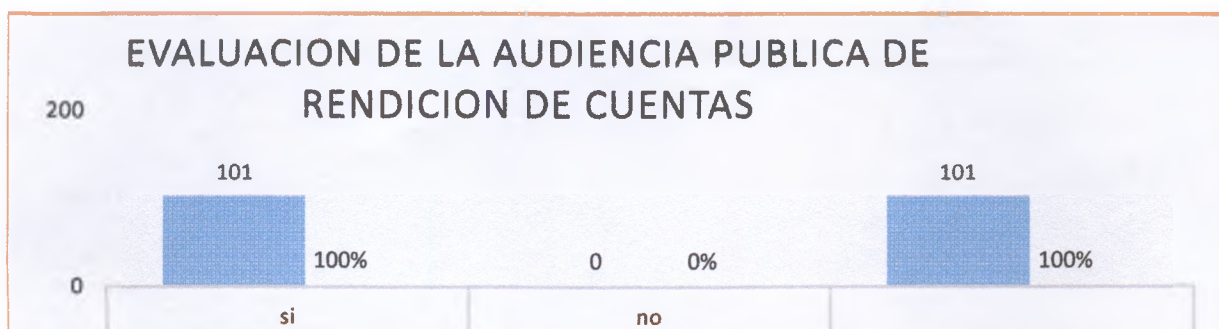 EVALUACION DE LA AUDIENCIA PUBLICA DE
RENDICION DE CUENTAS
200
101
101
100%
0
0%
100%
0
si
no